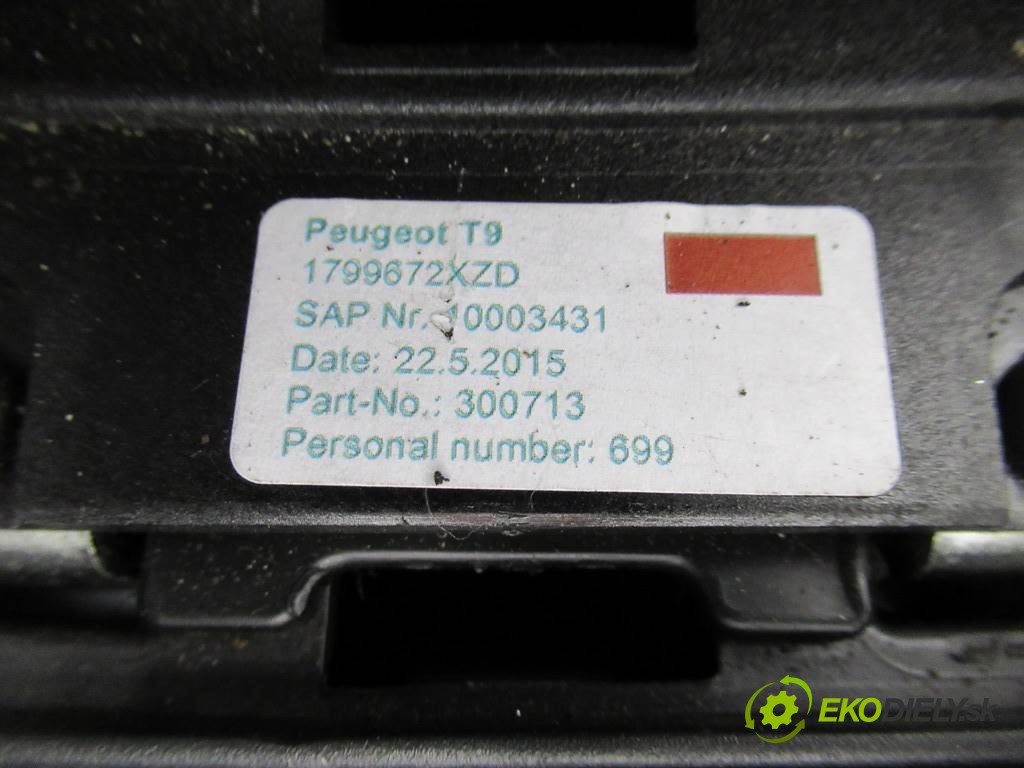 Peugeot T9
1799672XZD
SAP Nr. 10003431
Date: 22.5.2015
Part-No.: 300713
Personal number: 699
EKODIELY.sk